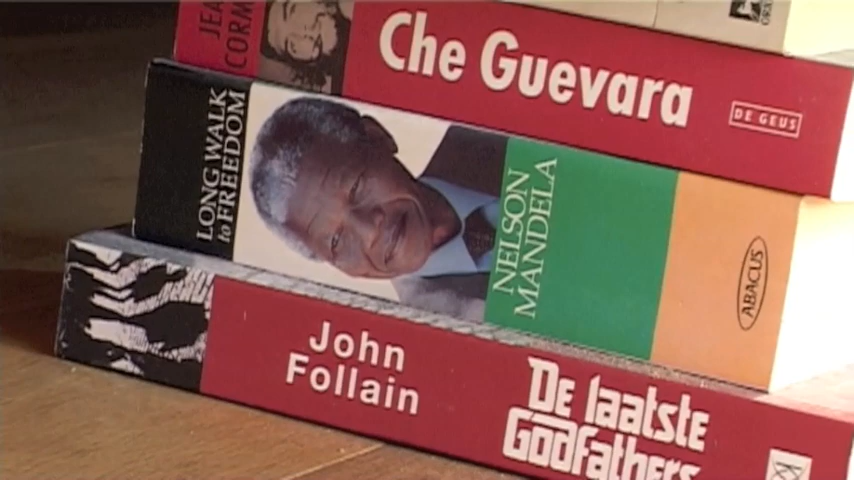 Che Guevara
DE GEUS
LONG WALK
to FREEDOM
NELSON
MANDELA
ABACUS
John
Follain
De laatste
Godfathers